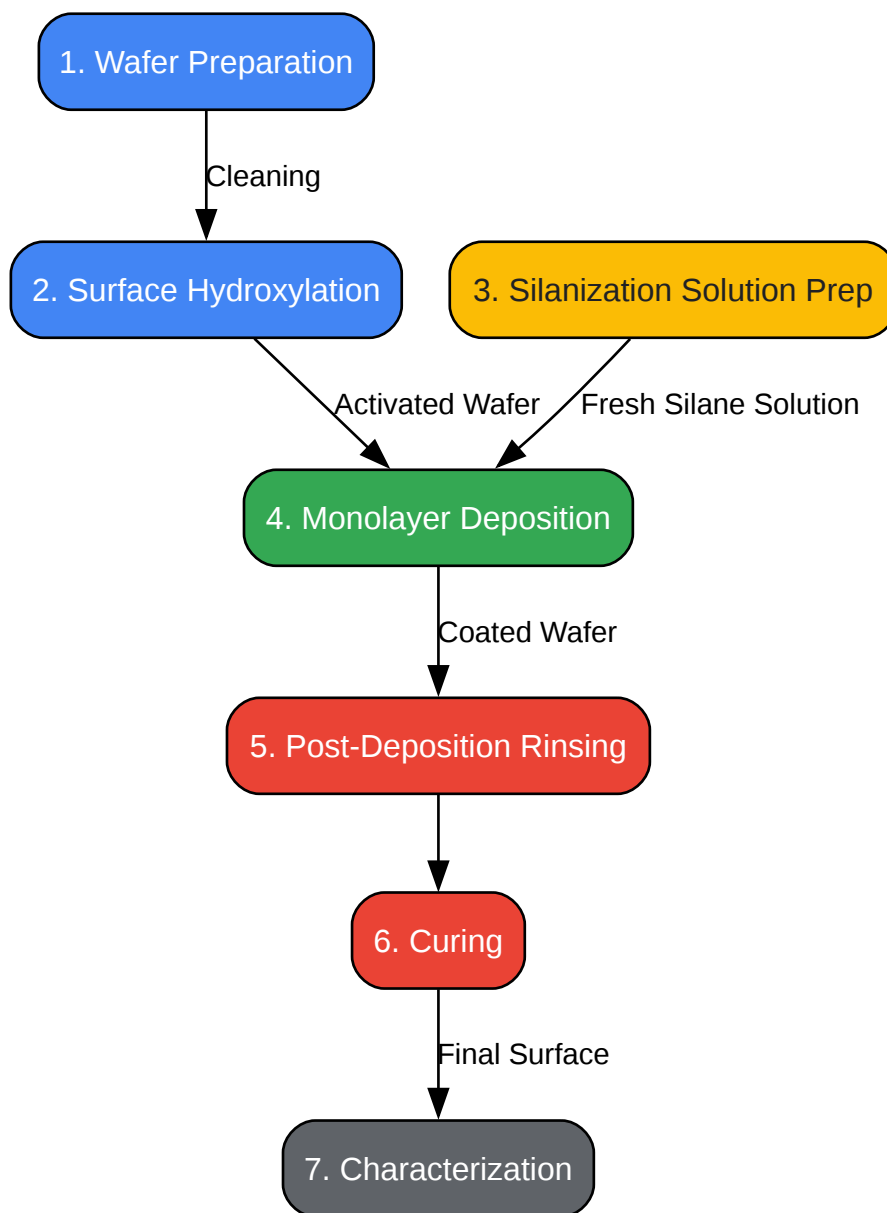 1. Wafer Preparation
Cleaning
2. Surface Hydroxylation
3. Silanization Solution Prep
Activated Wafer
Fresh Silane Solution
4. Monolayer Deposition
Coated Wafer
5. Post-Deposition Rinsing
6. Curing
Final Surface
7. Characterization